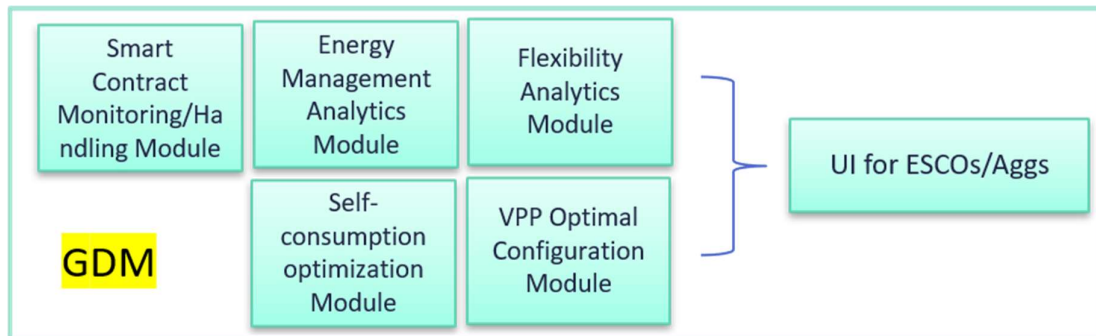 Smart
Contract
Monitoring/Ha
ndling Module
Energy
Management
Analytics
Module
Flexibility
Analytics
Module
UI for ESCOs/Aggs
GDM
Self-
consumption
optimization
Module
VPP Optimal
Configuration
Module